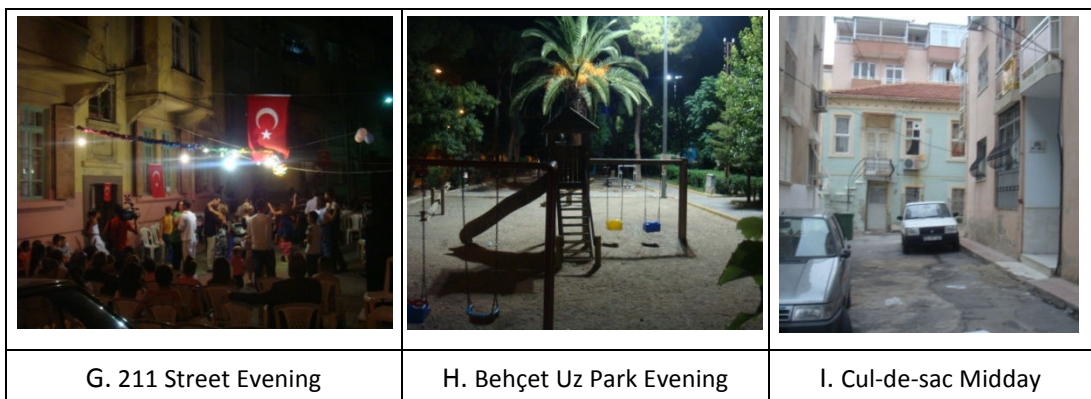 G. 211 Street Evening
H. Behçet Uz Park Evening
I. Cul-de-sac Midday